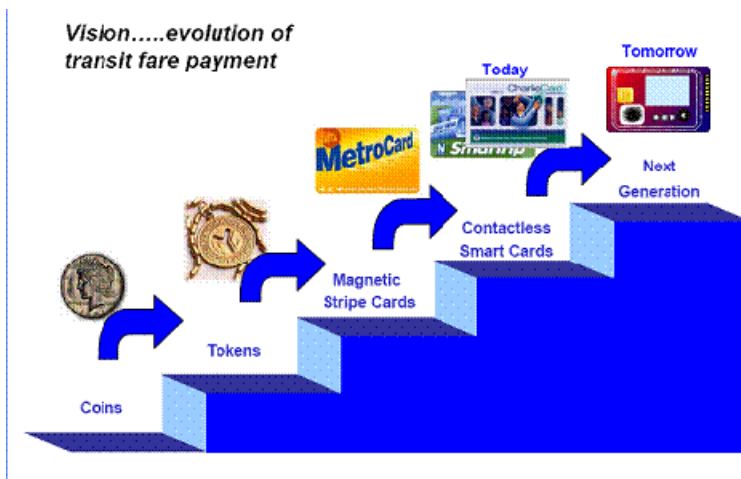 Vision.....evolution of
transit fare payment
Coins
Tokens
MetroCard
Magnetic
Stripe Cards
Today
CharlieCard
Smartrip
Contactless
Smart Cards
Tomorrow
Next
Generation